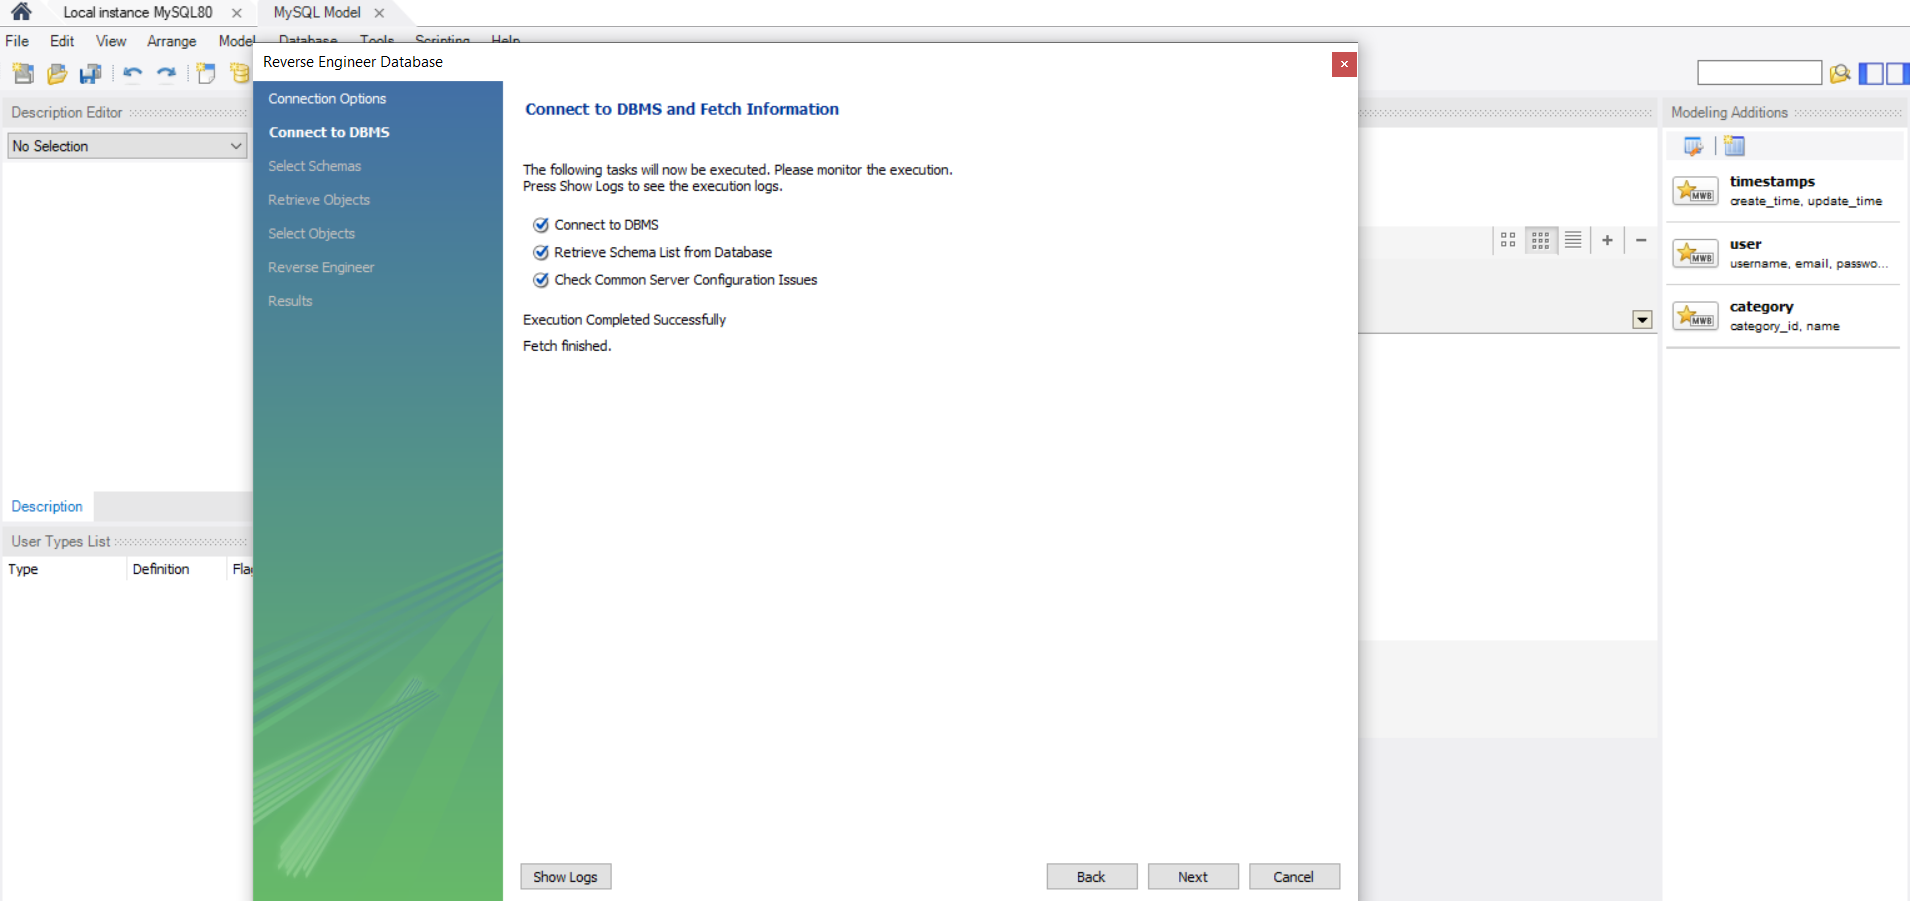 Local instance MySQL80
MySQL Model
File Edit View Arrange Model Database Tools Scripting Help
Reverse Engineer Database
Description Editor
No Selection
Description
User Types List
Type Definition
Connection Options
Connect to DBMS
Select Schemas
Retrieve Objects
Select Objects
Reverse Engineer
Results
Connect to DBMS and Fetch Information
The following tasks will now be executed. Please monitor the execution.
Press Show Logs to see the execution logs.
Connect to DBMS
Retrieve Schema List from Database
Check Common Server Configuration Issues
Execution Completed Successfully
Fetch finished.
Show Logs Back Next Cancel
Modeling Additions
MWB
timestamps
create_time, update_time
MWB
user
username, email, passwo...
MWB
category
category_id, name